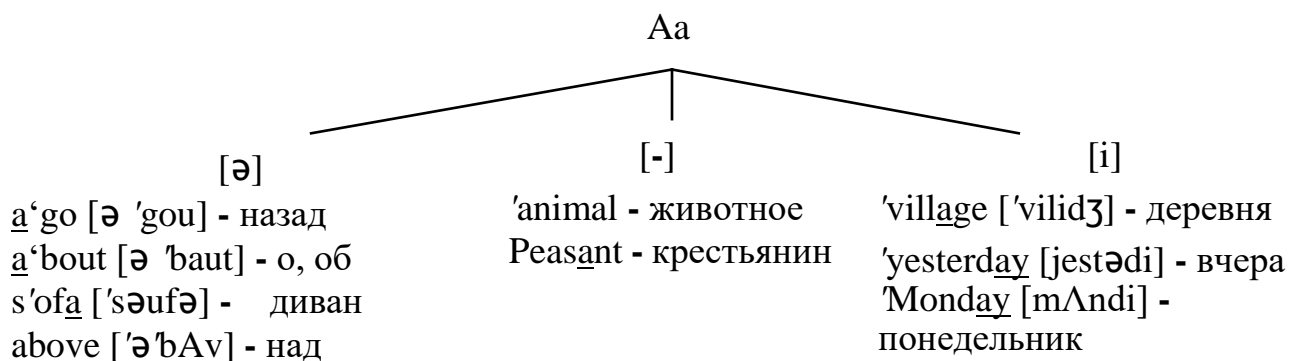 Aa
[ə]
a‘go [ə ′gou] - назад
a‘bout [ə ′baut] - о, об
s′ofa [′səufə] - диван
above [′ə′bAv] - над
[-]
′animal - животное
Peasant - крестьянин
[i]
′village [′vilidʒ] - деревня
′yesterday [jestədi] - вчера
′Monday [mΛndi] -
понедельник